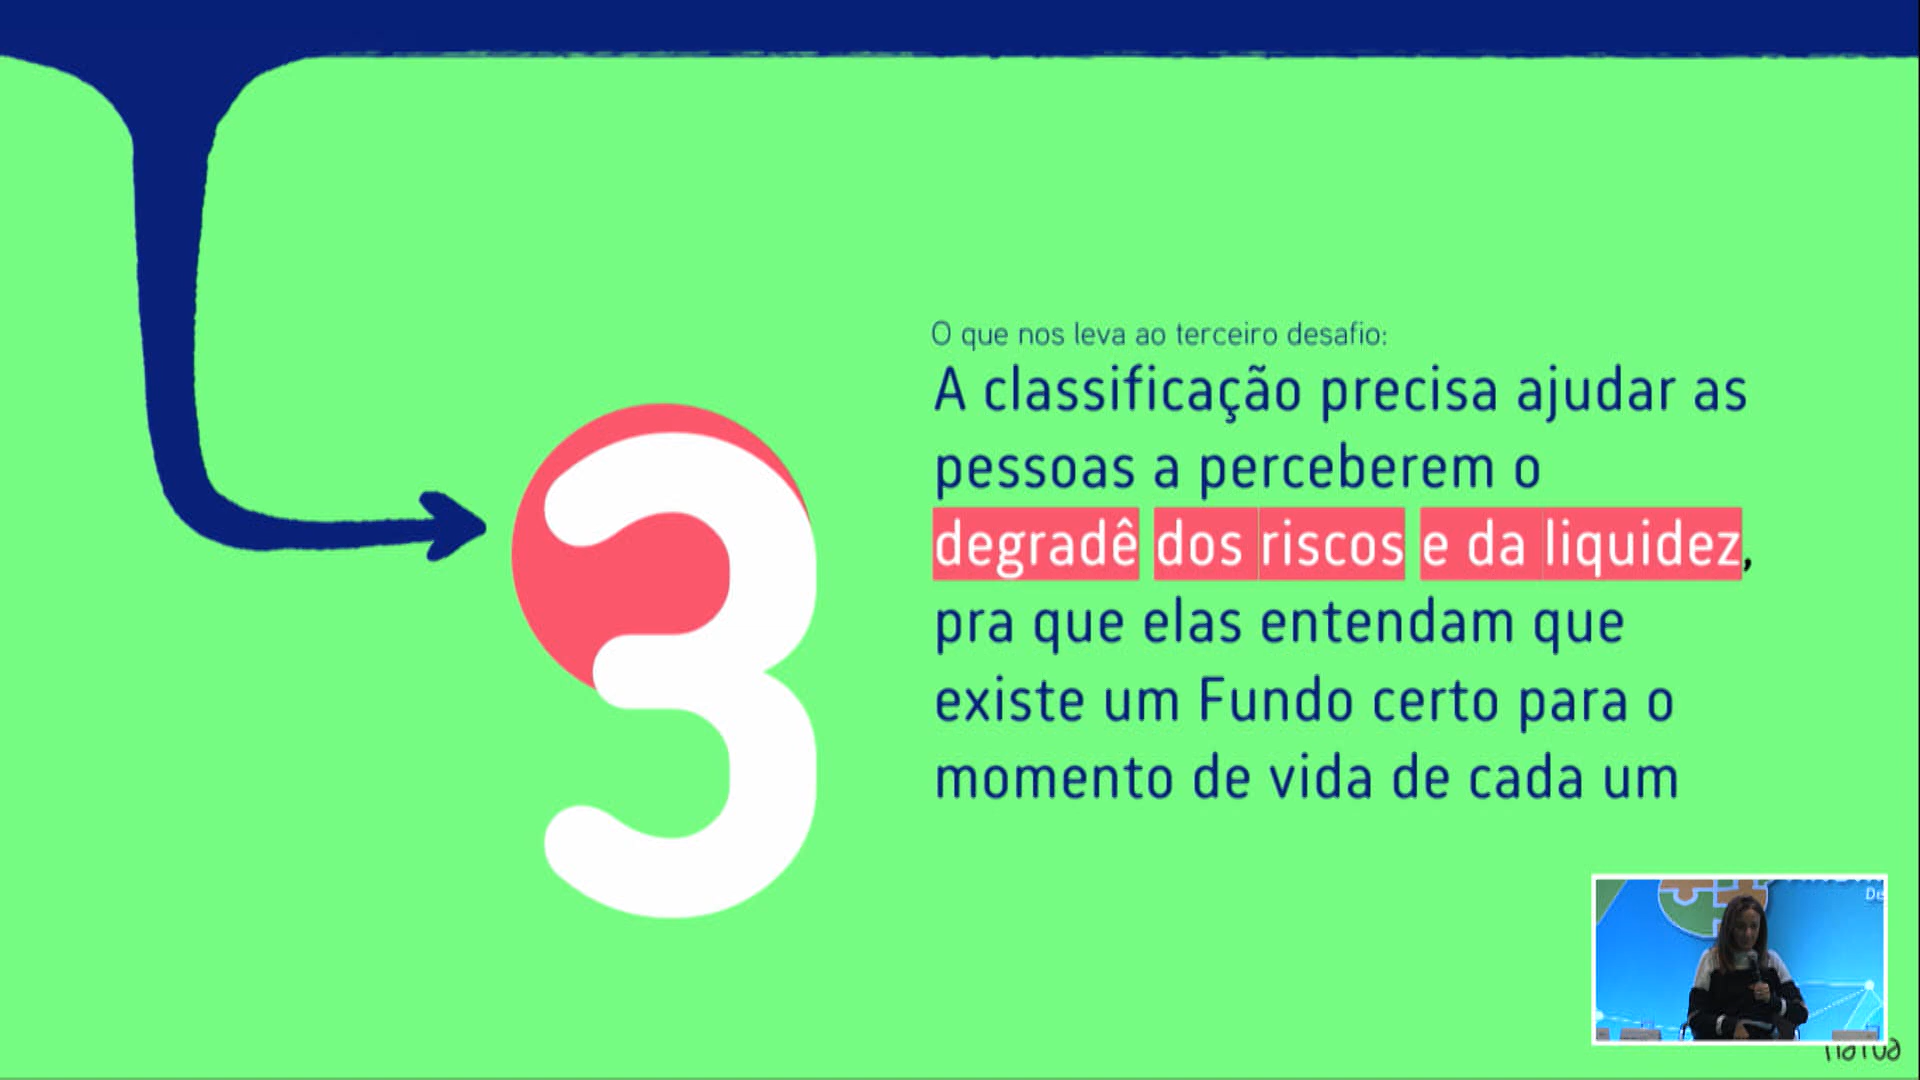 O que nos leva ao terceiro desafio:
A classificação precisa ajudar as
pessoas a perceberem o
degradê dos riscos e da liquidez,
pra que elas entendam que
existe um Fundo certo para o
momento de vida de cada um
3